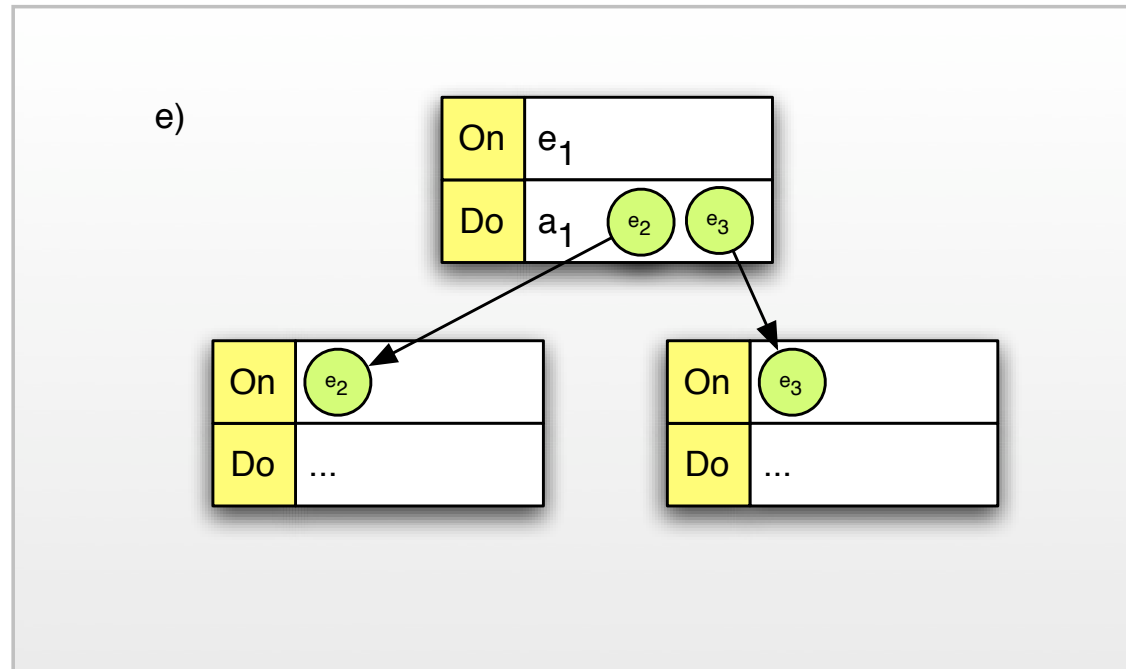 e)
On e₁
Do a₁ e₂ e₃
On e₂
Do ...
On e₃
Do ...